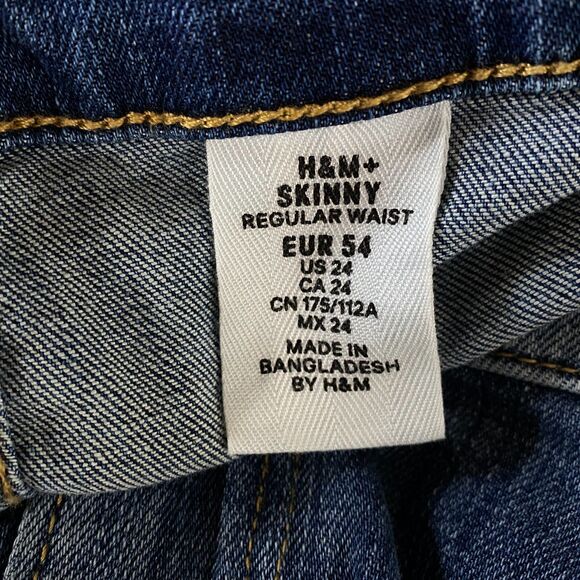 H&M+
SKINNY
REGULAR WAIST
EUR 54
US 24
CA 24
CN 175/112A
MX 24
MADE IN
BANGLADESH
BY H&M